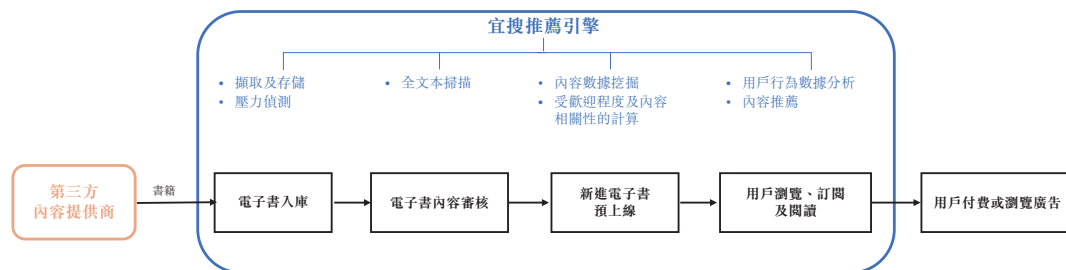 宜搜推薦引擎
• 擷取及存儲
• 壓力偵測
• 全文本掃描
• 內容數據挖掘
• 受歡迎程度及內容
相關性的計算
• 用戶行為數據分析
• 內容推薦
第三方
內容提供商
書籍
電子書入庫
電子書內容審核
新進電子書
預上線
用戶瀏覽、訂閱
及閱讀
用戶付費或瀏覽廣告